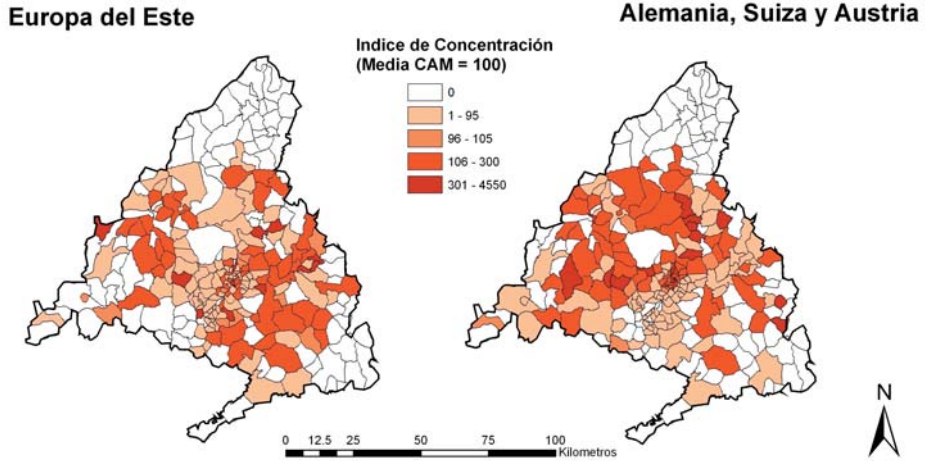 Europa del Este
Alemania, Suiza y Austria
Indice de Concentración
(Media CAM = 100)
0
1 - 95
96 - 105
106 - 300
301 - 4550
N
0 12.5 25 50 75 100
Kilometros